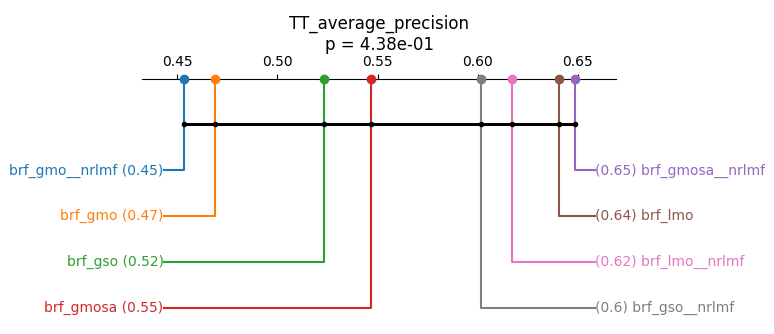 TT_average_precision
p = 4.38e-01
0.45 0.50 0.55 0.60 0.65
brf_gmo__nrlmf (0.45) (0.65) brf_gmosa__nrlmf
brf_gmo (0.47) (0.64) brf_lmo
brf_gso (0.52) (0.62) brf_lmo__nrlmf
brf_gmosa (0.55) (0.6) brf_gso__nrlmf